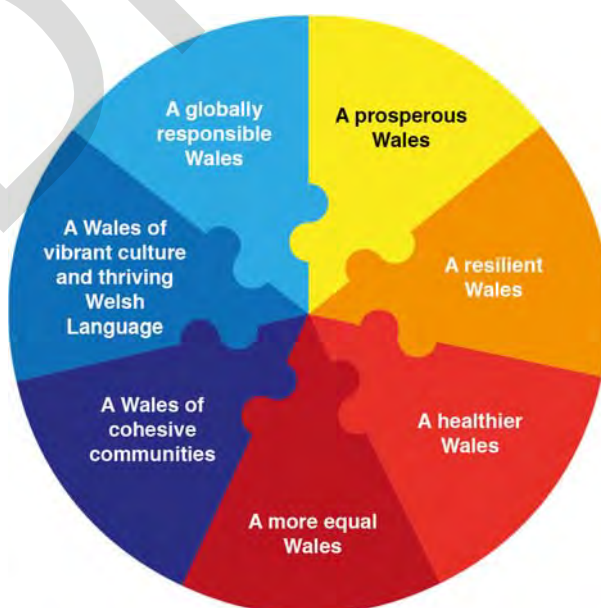 A prosperous
Wales
A resilient
Wales
A healthier
Wales
A more equal
Wales
A Wales of
cohesive
communities
A Wales of
vibrant culture
and thriving
Welsh
Language
A globally
responsible
Wales